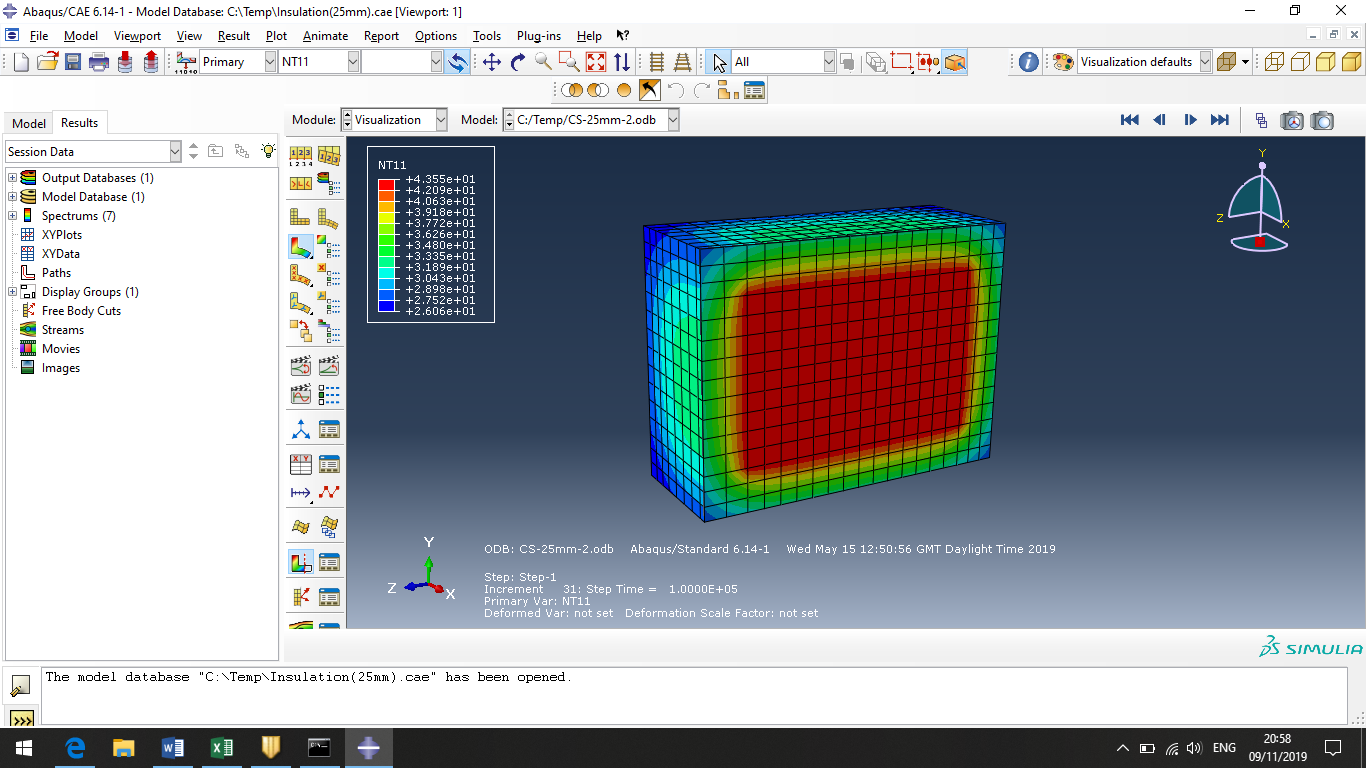 Abaqus/CAE 6.14-1 - Model Database: C:\Temp\Insulation(25mm).cae [Viewport: 1]
File Model Viewport View Result Plot Animate Report Options Tools Plug-ins Help
Primary NT11 All Visualization defaults
Model Results Module: Visualization Model: C:/Temp/CS-25mm-2.odb
Session Data
Output Databases (1)
Model Database (1)
Spectrums (7)
XYPlots
XYData
Paths
Display Groups (1)
Free Body Cuts
Streams
Movies
Images
NT11
+4.355e+01
+4.209e+01
+4.063e+01
+3.918e+01
+3.772e+01
+3.626e+01
+3.480e+01
+3.335e+01
+3.189e+01
+3.043e+01
+2.898e+01
+2.752e+01
+2.606e+01
Y
Z
X
Y
Z
X
ODB: CS-25mm-2.odb Abaqus/Standard 6.14-1 Wed May 15 12:50:56 GMT Daylight Time 2019
Step: Step-1
Increment 31: Step Time = 1.0000E+05
Primary Var: NT11
Deformed Var: not set Deformation Scale Factor: not set
SIMULIA
The model database "C:\Temp\Insulation(25mm).cae" has been opened.
>>>
ENG
20:58
09/11/2019